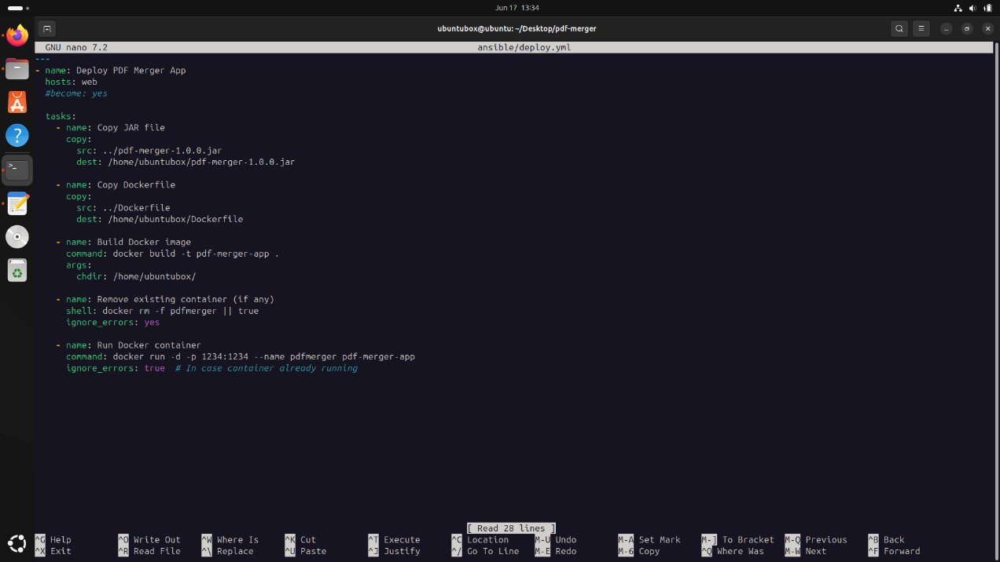 Jun 17 13:34
ubuntubox@ubuntu: ~/Desktop/pdf-merger
GNU nano 7.2 ansible/deploy.yml
---
- name: Deploy PDF Merger App
  hosts: web
  #become: yes

  tasks:
    - name: Copy JAR file
      copy:
        src: ../pdf-merger-1.0.0.jar
        dest: /home/ubuntubox/pdf-merger-1.0.0.jar

    - name: Copy Dockerfile
      copy:
        src: ../Dockerfile
        dest: /home/ubuntubox/Dockerfile

    - name: Build Docker image
      command: docker build -t pdf-merger-app .
      args:
        chdir: /home/ubuntubox/

    - name: Remove existing container (if any)
      shell: docker rm -f pdfmerger || true
      ignore_errors: yes

    - name: Run Docker container
      command: docker run -d -p 1234:1234 --name pdfmerger pdf-merger-app
      ignore_errors: true  # In case container already running

[ Read 28 lines ]
^G Help ^O Write Out ^W Where Is ^K Cut ^T Execute ^C Location M-U Undo M-A Set Mark M-] To Bracket M-Q Previous ^B Back
^X Exit ^R Read File ^\ Replace ^U Paste ^J Justify ^/ Go To Line M-E Redo M-6 Copy ^Q Where Was M-W Next ^F Forward